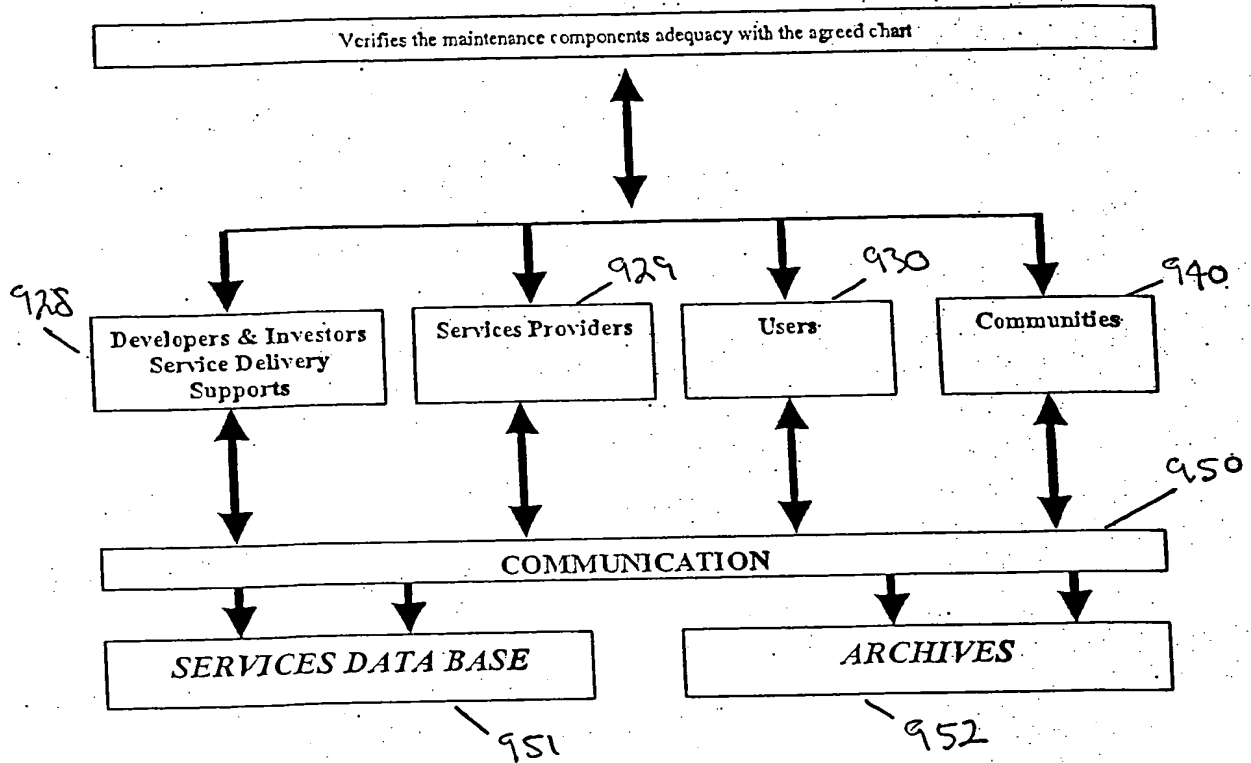 Verifies the maintenance components adequacy with the agreed chart
928
929
930
940
Developers & Investors
Service Delivery
Supports
Services Providers
Users
Communities
950
COMMUNICATION
SERVICES DATA BASE
ARCHIVES
951
952